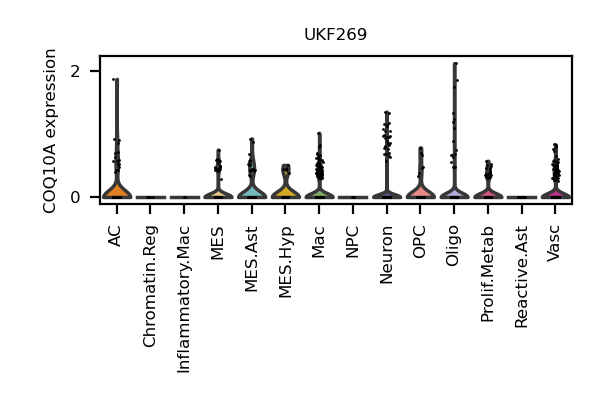 UKF269
COQ10A expression
2
0
AC
Chromatin.Reg
Inflammatory.Mac
MES
MES.Ast
MES.Hyp
Mac
NPC
Neuron
OPC
Oligo
Prolif.Metab
Reactive.Ast
Vasc